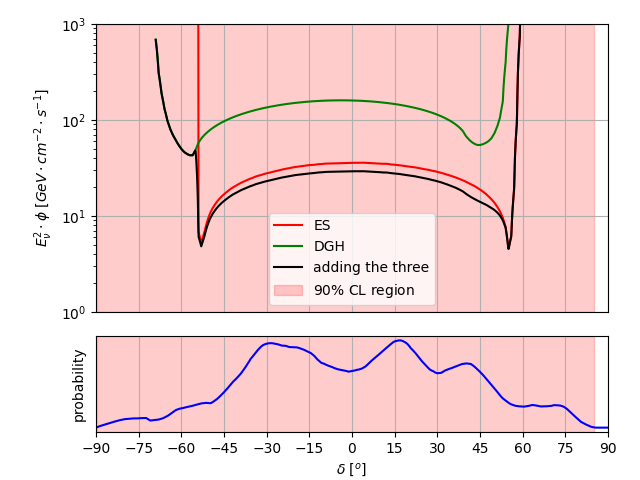 10³
10²
10¹
10⁰
E²ᵥ · ϕ [GeV · cm⁻² · s⁻¹]
ES
DGH
adding the three
90% CL region
probability
−90 −75 −60 −45 −30 −15 0 15 30 45 60 75 90
δ [°]